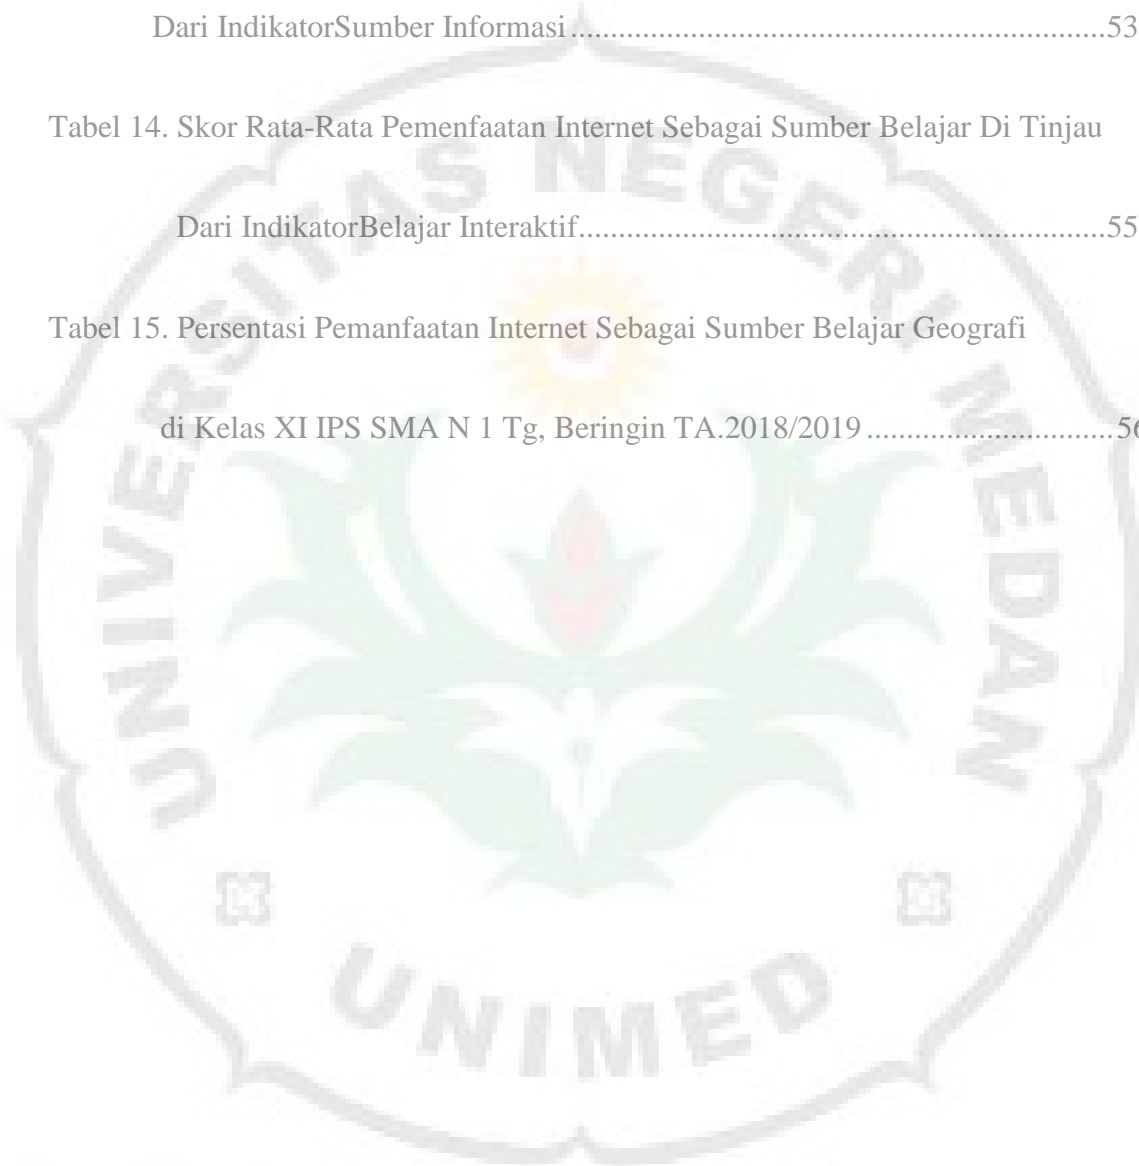 Dari IndikatorSumber Informasi ......................................................................53
Tabel 14. Skor Rata-Rata Pemenfaatan Internet Sebagai Sumber Belajar Di Tinjau
Dari IndikatorBelajar Interaktif.....................................................................55
Tabel 15. Persentasi Pemanfaatan Internet Sebagai Sumber Belajar Geografi
di Kelas XI IPS SMA N 1 Tg, Beringin TA.2018/2019 ................................56
UNIVERSITAS NEGERI MEDAN
UNIMED